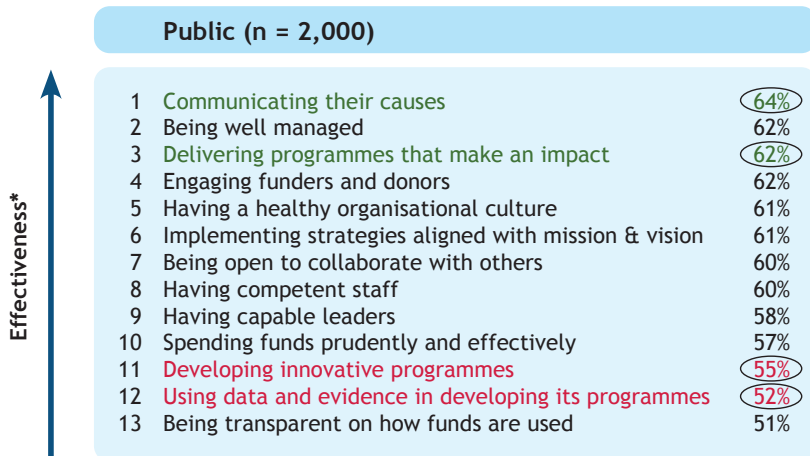 Public (n = 2,000)
Effectiveness*
1 Communicating their causes 64%
2 Being well managed 62%
3 Delivering programmes that make an impact 62%
4 Engaging funders and donors 62%
5 Having a healthy organisational culture 61%
6 Implementing strategies aligned with mission & vision 61%
7 Being open to collaborate with others 60%
8 Having competent staff 60%
9 Having capable leaders 58%
10 Spending funds prudently and effectively 57%
11 Developing innovative programmes 55%
12 Using data and evidence in developing its programmes 52%
13 Being transparent on how funds are used 51%